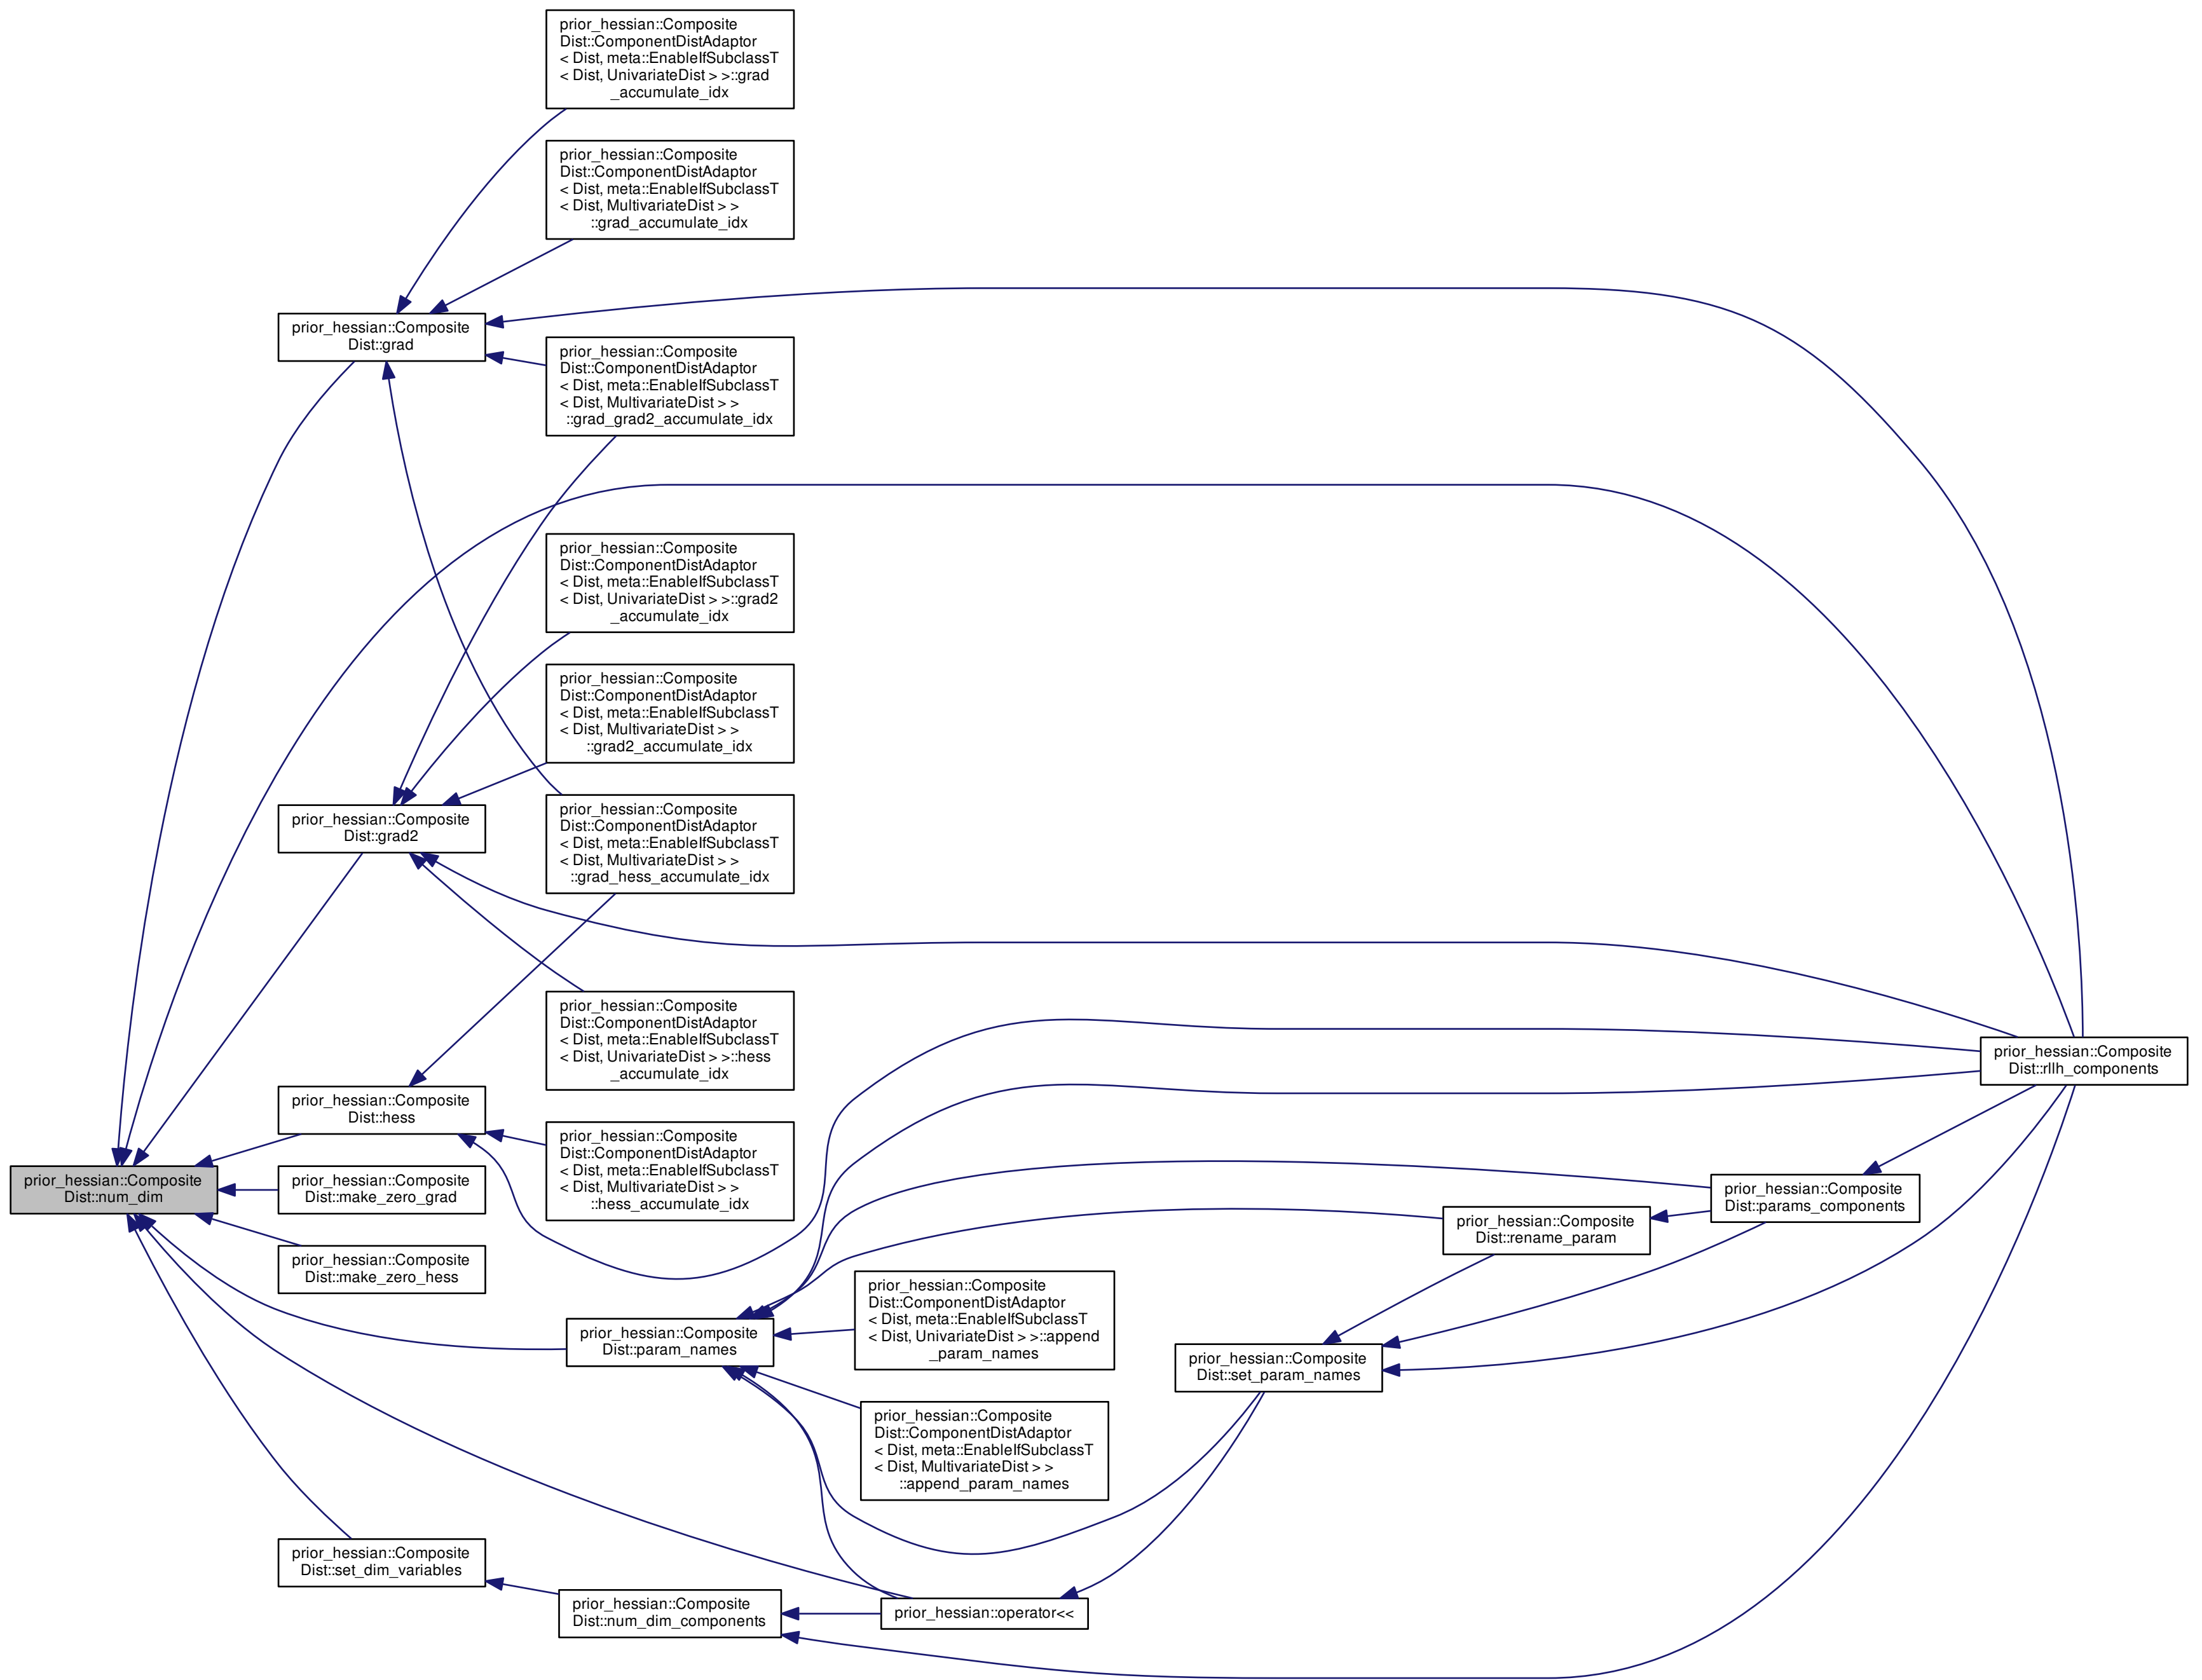 prior_hessian::Composite
Dist::ComponentDistAdaptor
< Dist, meta::EnableIfSubclassT
< Dist, UnivariateDist > >::grad
_accumulate_idx
prior_hessian::Composite
Dist::ComponentDistAdaptor
< Dist, meta::EnableIfSubclassT
< Dist, MultivariateDist > >
::grad_accumulate_idx
prior_hessian::Composite
Dist::grad
prior_hessian::Composite
Dist::ComponentDistAdaptor
< Dist, meta::EnableIfSubclassT
< Dist, MultivariateDist > >
::grad_grad2_accumulate_idx
prior_hessian::Composite
Dist::ComponentDistAdaptor
< Dist, meta::EnableIfSubclassT
< Dist, UnivariateDist > >::grad2
_accumulate_idx
prior_hessian::Composite
Dist::ComponentDistAdaptor
< Dist, meta::EnableIfSubclassT
< Dist, MultivariateDist > >
::grad2_accumulate_idx
prior_hessian::Composite
Dist::grad2
prior_hessian::Composite
Dist::ComponentDistAdaptor
< Dist, meta::EnableIfSubclassT
< Dist, MultivariateDist > >
::grad_hess_accumulate_idx
prior_hessian::Composite
Dist::ComponentDistAdaptor
< Dist, meta::EnableIfSubclassT
< Dist, UnivariateDist > >::hess
_accumulate_idx
prior_hessian::Composite
Dist::rllh_components
prior_hessian::Composite
Dist::hess
prior_hessian::Composite
Dist::ComponentDistAdaptor
< Dist, meta::EnableIfSubclassT
< Dist, MultivariateDist > >
::hess_accumulate_idx
prior_hessian::Composite
Dist::num_dim
prior_hessian::Composite
Dist::make_zero_grad
prior_hessian::Composite
Dist::params_components
prior_hessian::Composite
Dist::rename_param
prior_hessian::Composite
Dist::make_zero_hess
prior_hessian::Composite
Dist::ComponentDistAdaptor
< Dist, meta::EnableIfSubclassT
< Dist, UnivariateDist > >::append
_param_names
prior_hessian::Composite
Dist::param_names
prior_hessian::Composite
Dist::set_param_names
prior_hessian::Composite
Dist::ComponentDistAdaptor
< Dist, meta::EnableIfSubclassT
< Dist, MultivariateDist > >
::append_param_names
prior_hessian::Composite
Dist::set_dim_variables
prior_hessian::Composite
Dist::num_dim_components
prior_hessian::operator<<